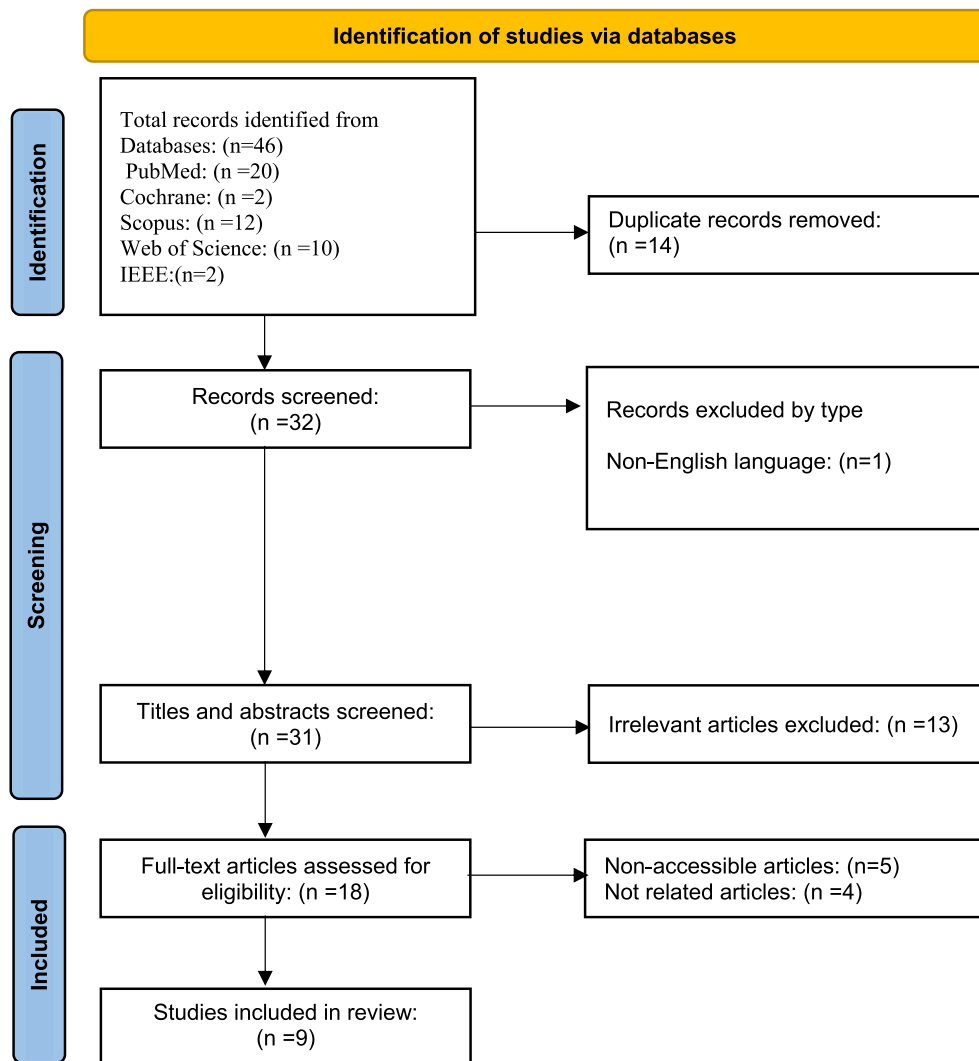 Identification of studies via databases
Identification
Total records identified from
Databases: (n=46)
PubMed: (n =20)
Cochrane: (n =2)
Scopus: (n =12)
Web of Science: (n =10)
IEEE:(n=2)
Duplicate records removed:
(n =14)
Screening
Records screened:
(n =32)
Records excluded by type
Non-English language: (n=1)
Titles and abstracts screened:
(n =31)
Irrelevant articles excluded: (n =13)
Included
Full-text articles assessed for
eligibility: (n =18)
Non-accessible articles: (n=5)
Not related articles: (n =4)
Studies included in review:
(n =9)